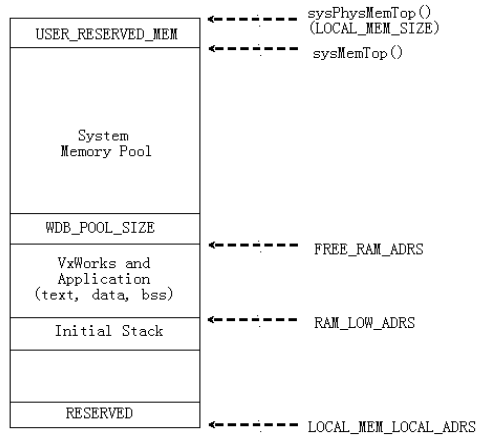 sysPhysMemTop()
(LOCAL_MEM_SIZE)
USER_RESERVED_MEM
sysMemTop()
System
Memory Pool
WDB_POOL_SIZE
FREE_RAM_ADRS
VxWorks and
Application
(text, data, bss)
RAM_LOW_ADRS
Initial Stack
RESERVED
LOCAL_MEM_LOCAL_ADRS